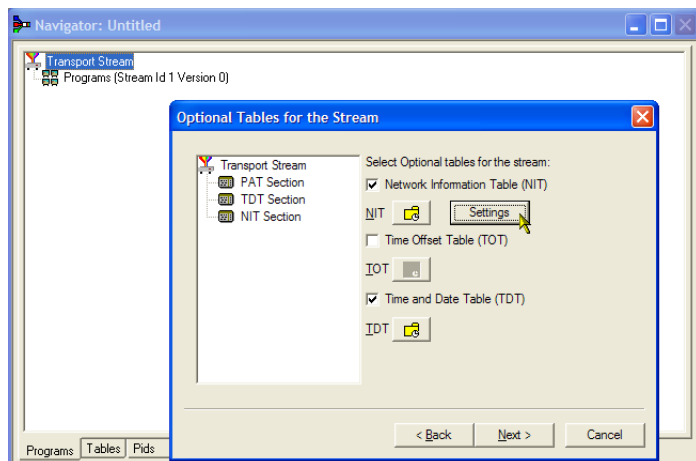 Navigator: Untitled
Transport Stream
Programs (Stream Id 1 Version 0)
Optional Tables for the Stream
Transport Stream
PAT Section
TDT Section
NIT Section
Select Optional tables for the stream:
Network Information Table (NIT)
NIT
Settings
Time Offset Table (TOT)
TOT
Time and Date Table (TDT)
TDT
< Back Next > Cancel
Programs Tables Pids